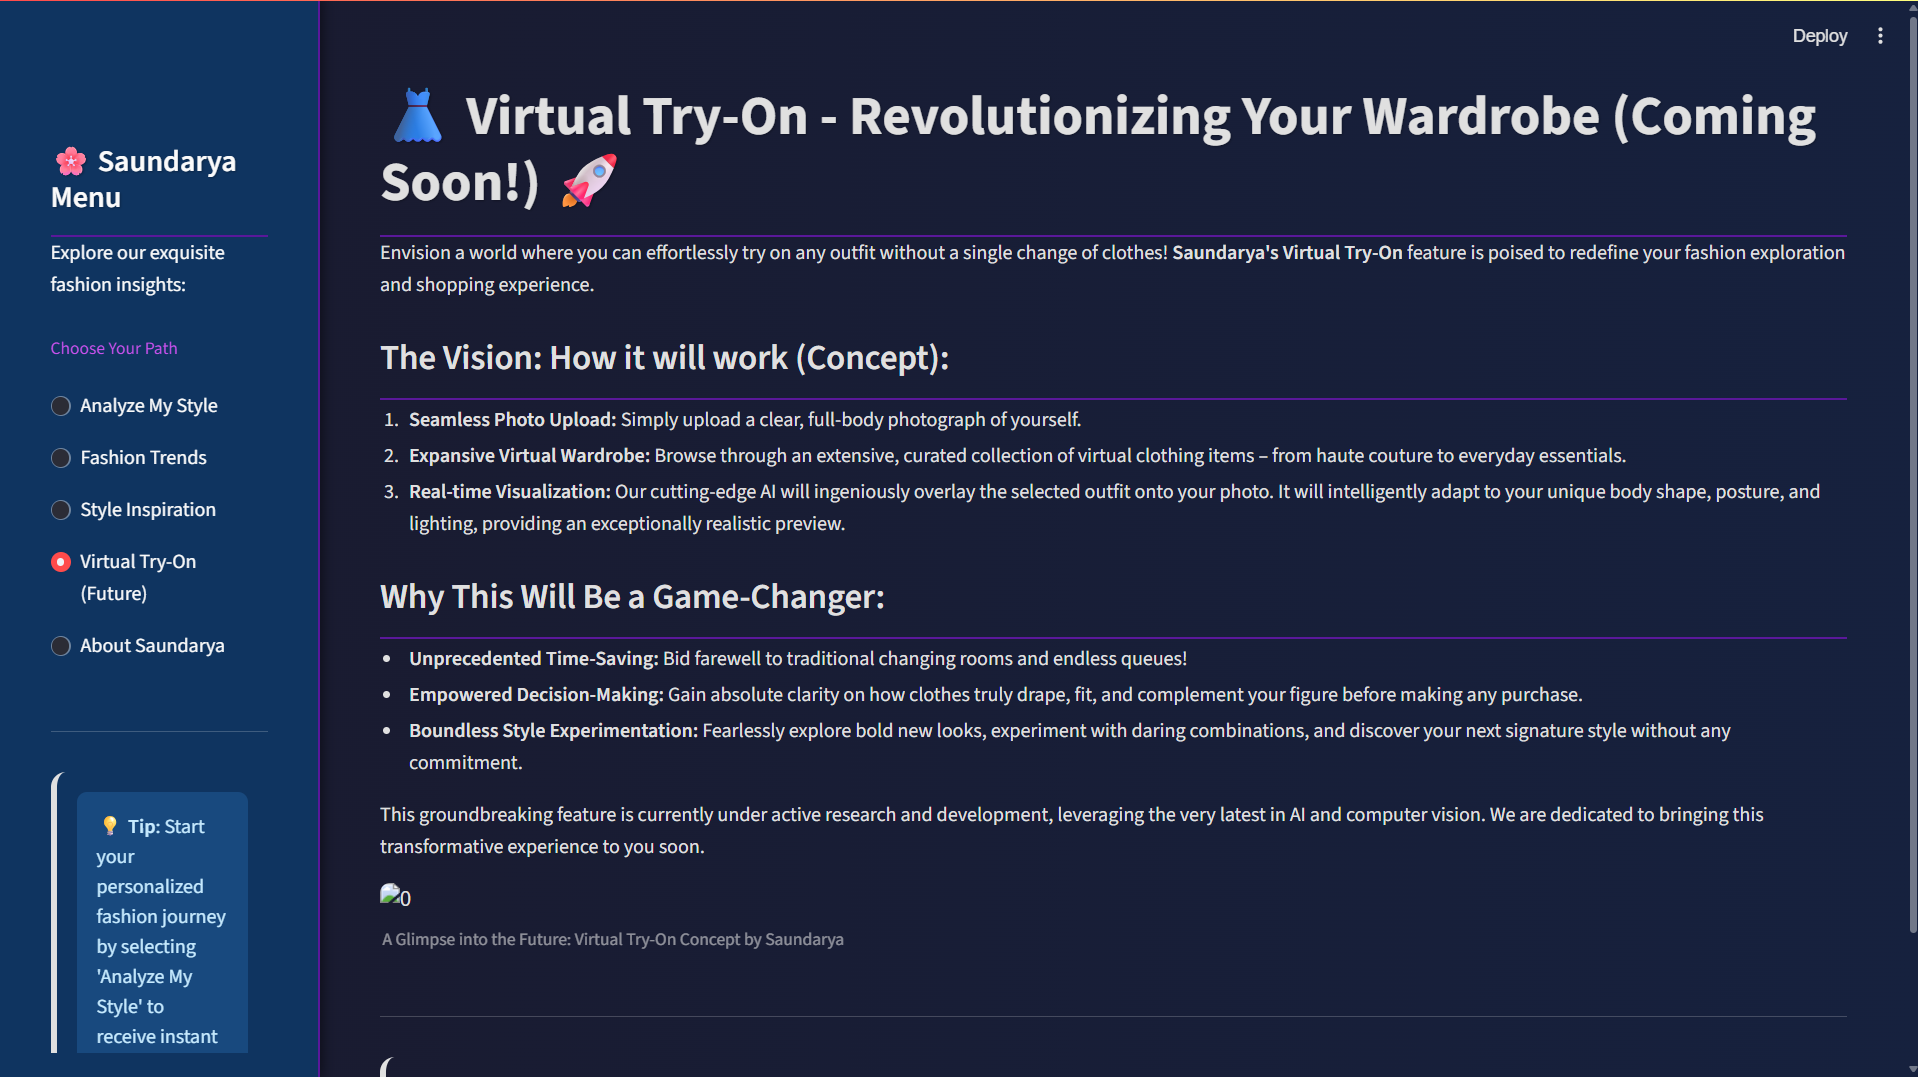 Deploy
🌸 Saundarya
Menu
Explore our exquisite
fashion insights:
Choose Your Path
Analyze My Style
Fashion Trends
Style Inspiration
Virtual Try-On
(Future)
About Saundarya
💡 Tip: Start
your
personalized
fashion journey
by selecting
'Analyze My
Style' to
receive instant
👗 Virtual Try-On - Revolutionizing Your Wardrobe (Coming
Soon!) 🚀
Envision a world where you can effortlessly try on any outfit without a single change of clothes! Saundarya's Virtual Try-On feature is poised to redefine your fashion exploration
and shopping experience.
The Vision: How it will work (Concept):
1. Seamless Photo Upload: Simply upload a clear, full-body photograph of yourself.
2. Expansive Virtual Wardrobe: Browse through an extensive, curated collection of virtual clothing items – from haute couture to everyday essentials.
3. Real-time Visualization: Our cutting-edge AI will ingeniously overlay the selected outfit onto your photo. It will intelligently adapt to your unique body shape, posture, and
lighting, providing an exceptionally realistic preview.
Why This Will Be a Game-Changer:
• Unprecedented Time-Saving: Bid farewell to traditional changing rooms and endless queues!
• Empowered Decision-Making: Gain absolute clarity on how clothes truly drape, fit, and complement your figure before making any purchase.
• Boundless Style Experimentation: Fearlessly explore bold new looks, experiment with daring combinations, and discover your next signature style without any
commitment.
This groundbreaking feature is currently under active research and development, leveraging the very latest in AI and computer vision. We are dedicated to bringing this
transformative experience to you soon.
0
A Glimpse into the Future: Virtual Try-On Concept by Saundarya